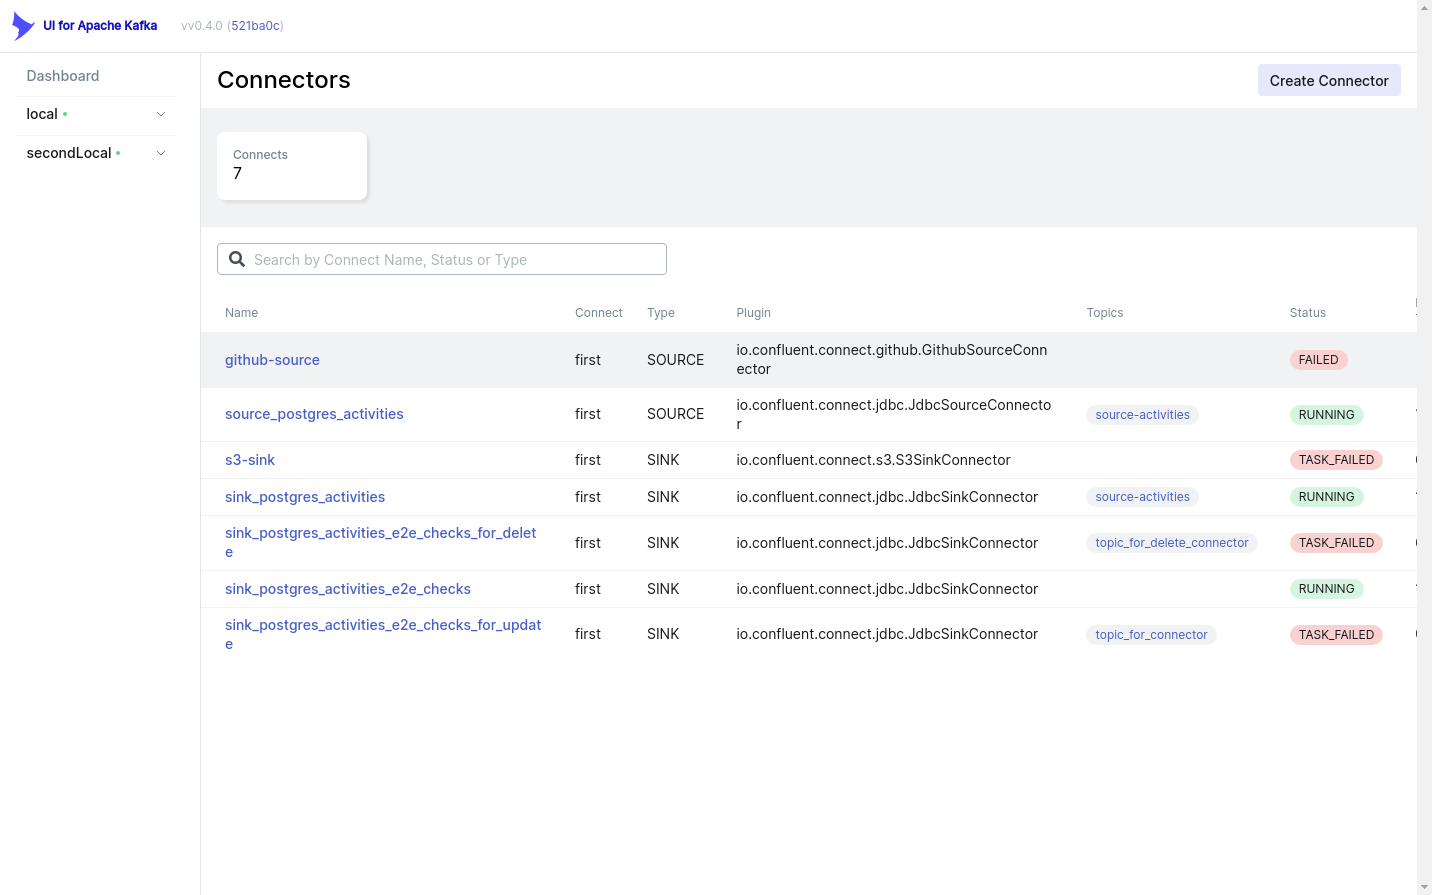 UI for Apache Kafka vv0.4.0 (521ba0c)
Dashboard
local
secondLocal
Connectors
Create Connector
Connects
7
Search by Connect Name, Status or Type
Name Connect Type Plugin Topics Status
github-source first SOURCE io.confluent.connect.github.GithubSourceConn
ector FAILED
source_postgres_activities first SOURCE io.confluent.connect.jdbc.JdbcSourceConnecto
r source-activities RUNNING
s3-sink first SINK io.confluent.connect.s3.S3SinkConnector TASK_FAILED
sink_postgres_activities first SINK io.confluent.connect.jdbc.JdbcSinkConnector source-activities RUNNING
sink_postgres_activities_e2e_checks_for_delet
e first SINK io.confluent.connect.jdbc.JdbcSinkConnector topic_for_delete_connector TASK_FAILED
sink_postgres_activities_e2e_checks first SINK io.confluent.connect.jdbc.JdbcSinkConnector RUNNING
sink_postgres_activities_e2e_checks_for_updat
e first SINK io.confluent.connect.jdbc.JdbcSinkConnector topic_for_connector TASK_FAILED